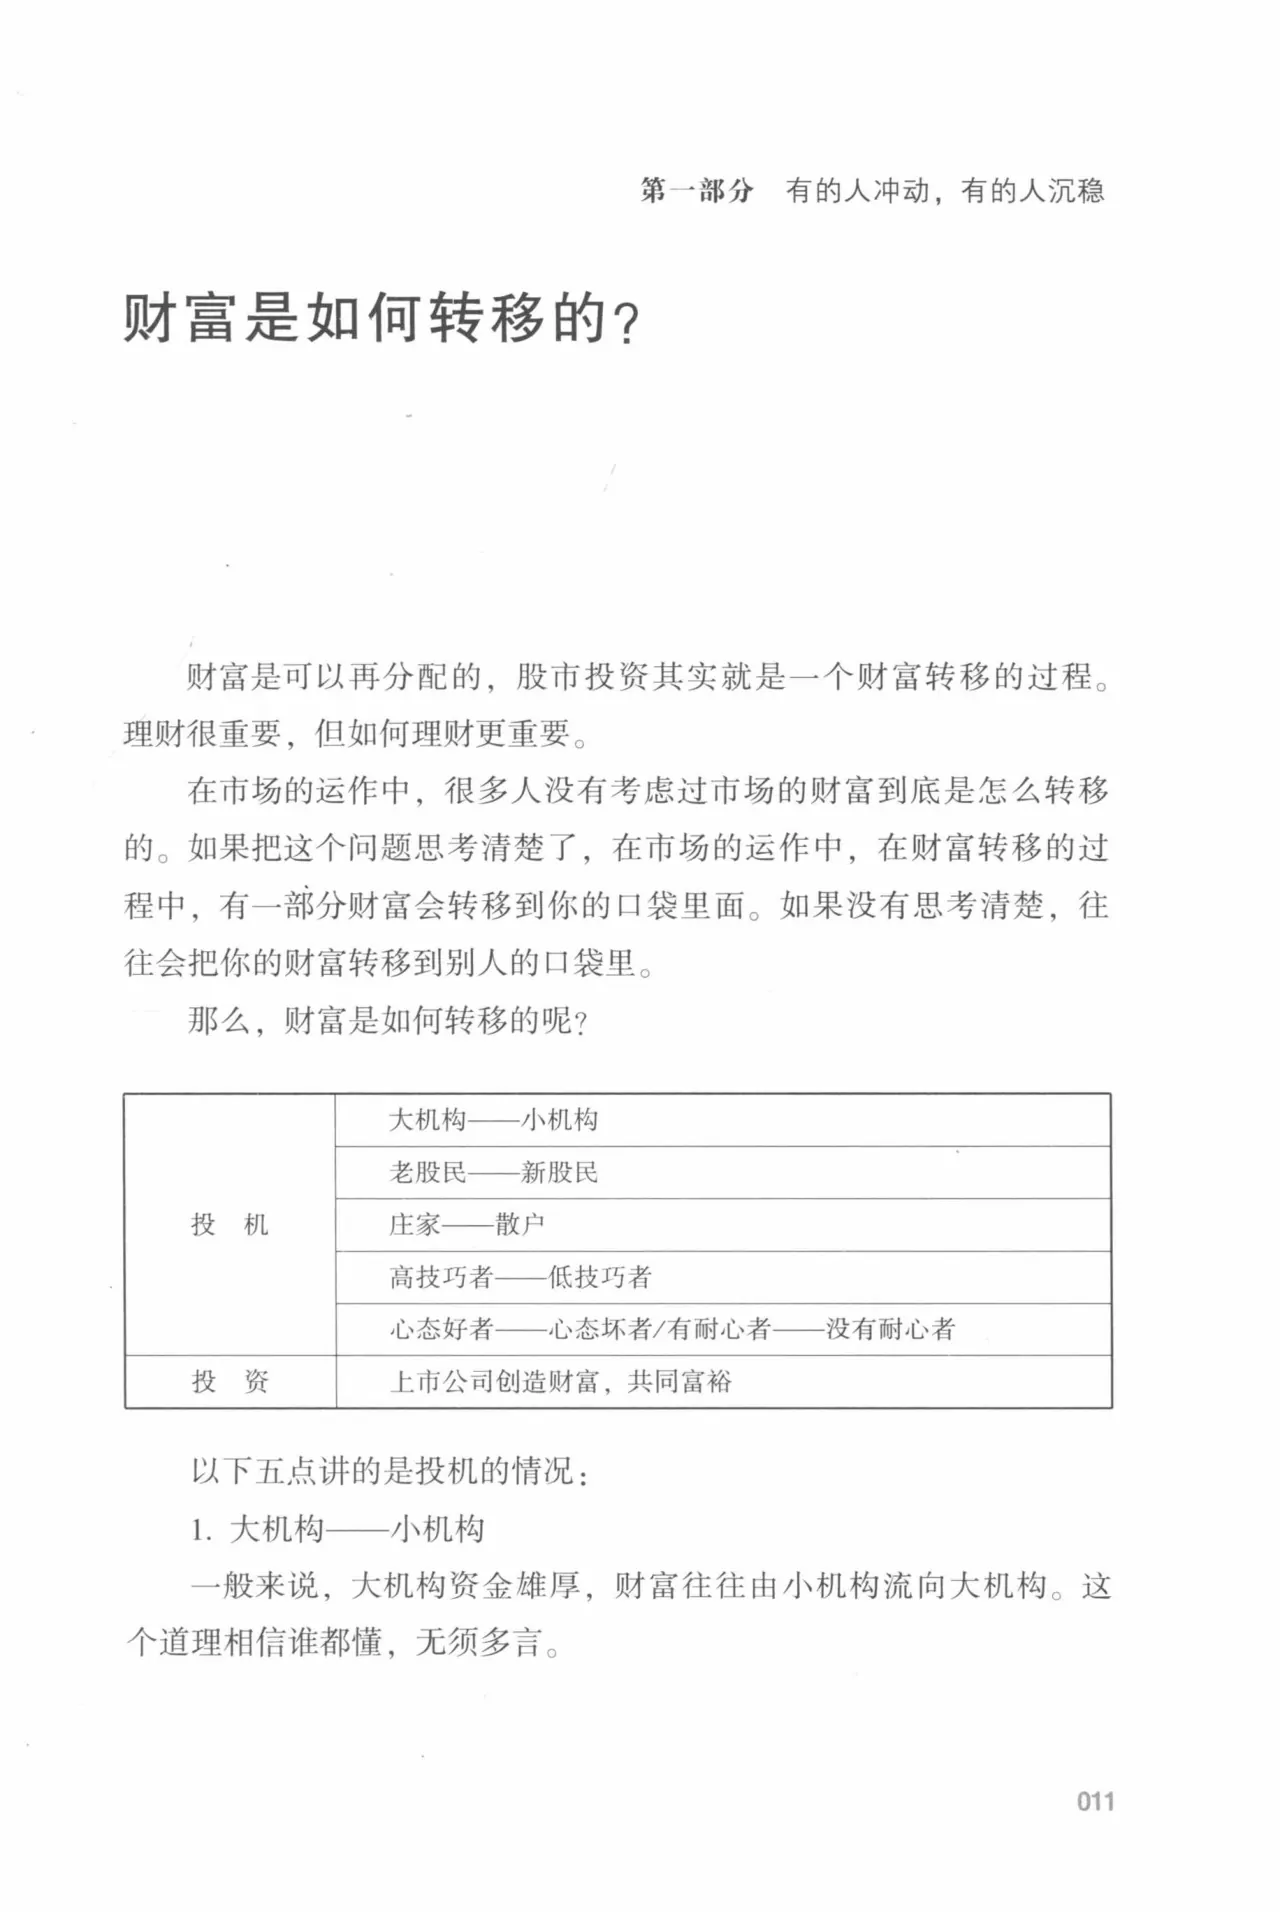 第一部分 有的人冲动，有的人沉稳
财富是如何转移的?
财富是可以再分配的，股市投资其实就是一个财富转移的过程。
理财很重要，但如何理财更重要。
在市场的运作中，很多人没有考虑过市场的财富到底是怎么转移
的。如果把这个问题思考清楚了，在市场的运作中，在财富转移的过
程中，有一部分财富会转移到你的口袋里面。如果没有思考清楚，往
往会把你的财富转移到别人的口袋里。
那么，财富是如何转移的呢?
大机构——小机构
老股民——新股民
投 机
庄家——散户
高技巧者——低技巧者
心态好者——心态坏者/有耐心者——没有耐心者
投 资
上市公司创造财富，共同富裕
以下五点讲的是投机的情况：
1. 大机构——小机构
一般来说，大机构资金雄厚，财富往往由小机构流向大机构。这
个道理相信谁都懂，无须多言。
011